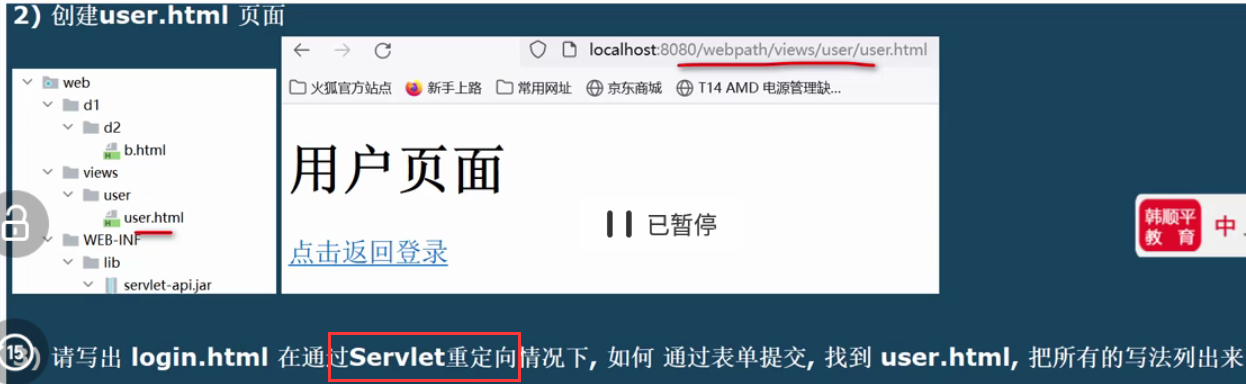 2) 创建user.html 页面
localhost:8080/webpath/views/user/user.html
火狐官方站点 新手上路 常用网址 京东商城 T14 AMD 电源管理缺...
web
d1
d2
b.html
views
user
user.html
WEB-INF
lib
servlet-api.jar
用户页面
点击返回登录
已暂停
韩顺平
教 育
中
15
) 请写出 login.html 在通过Servlet重定向情况下, 如何 通过表单提交, 找到 user.html, 把所有的写法列出来